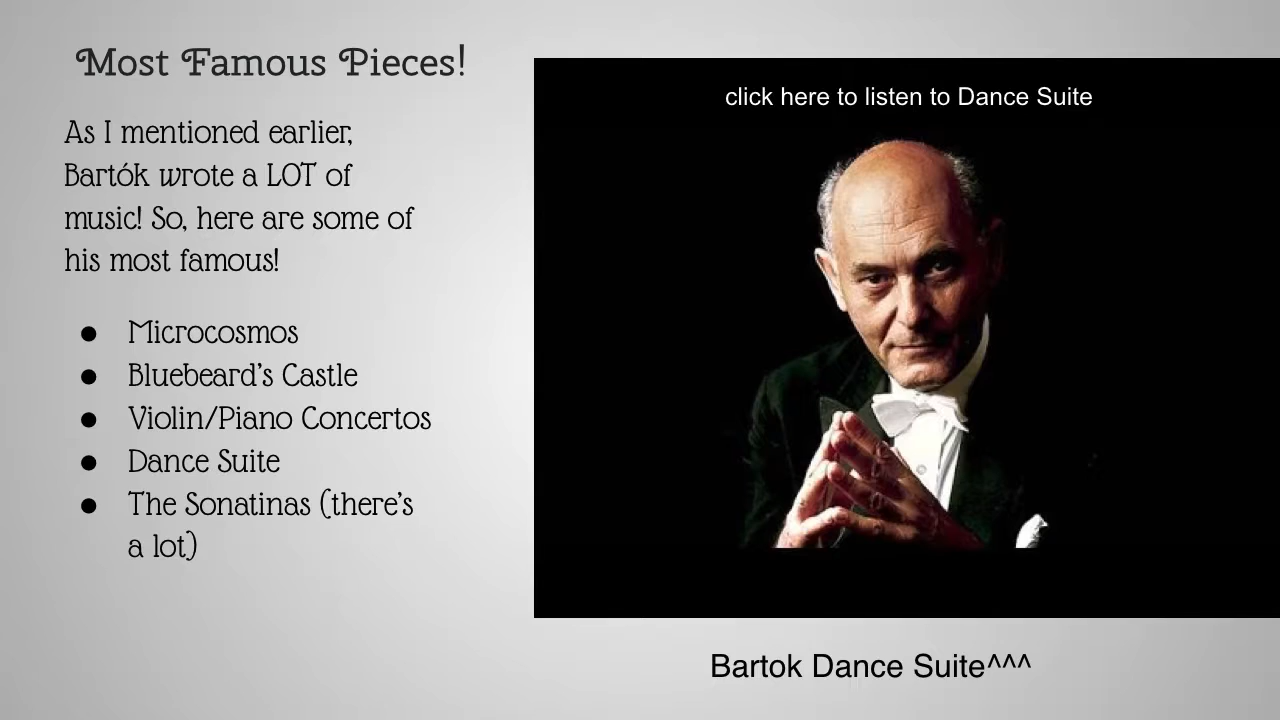 Most Famous Pieces!
As I mentioned earlier,
Bartók wrote a LOT of
music! So, here are some of
his most famous!
● Microcosmos
● Bluebeard's Castle
● Violin/Piano Concertos
● Dance Suite
● The Sonatinas (there's
a lot)
click here to listen to Dance Suite
Bartok Dance Suite^^^